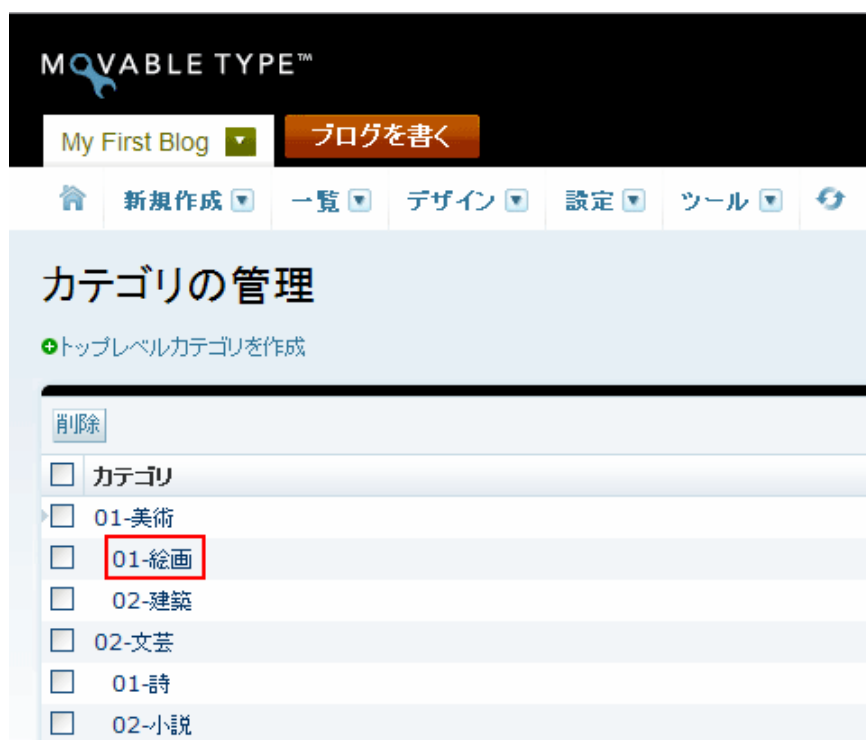 MOVABLE TYPE™
My First Blog ブログを書く
新規作成 一覧 デザイン 設定 ツール
カテゴリの管理
トップレベルカテゴリを作成
削除
カテゴリ
01-美術
01-絵画
02-建築
02-文芸
01-詩
02-小説